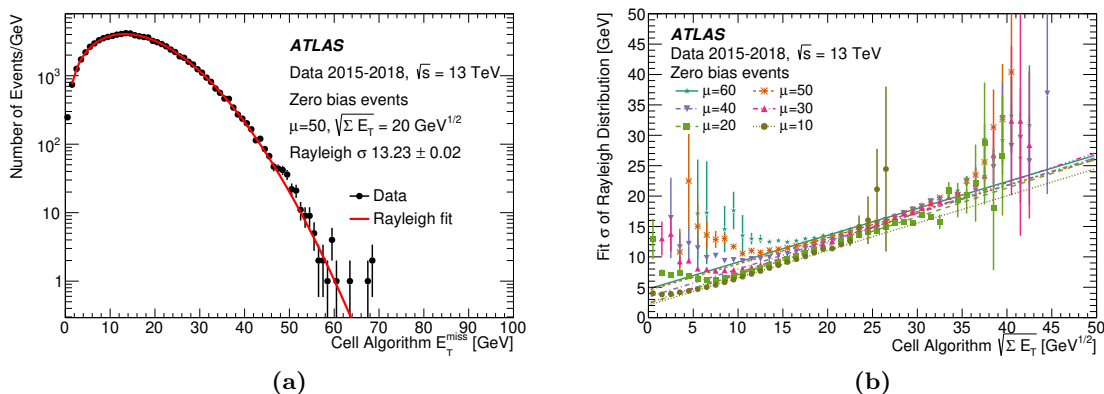 ATLAS
Data 2015-2018, √s = 13 TeV
Zero bias events
μ=50, √Σ E_T = 20 GeV^1/2
Rayleigh σ 13.23 ± 0.02
Data
Rayleigh fit
Number of Events/GeV
10^3
10^2
10
1
0 10 20 30 40 50 60 70 80 90 100
Cell Algorithm E_T^miss [GeV]
(a)
ATLAS
Data 2015-2018, √s = 13 TeV
Zero bias events
μ=60 μ=50
μ=40 μ=30
μ=20 μ=10
Fit σ of Rayleigh Distribution [GeV]
50
45
40
35
30
25
20
15
10
5
0
0 5 10 15 20 25 30 35 40 45 50
Cell Algorithm √Σ E_T [GeV^1/2]
(b)